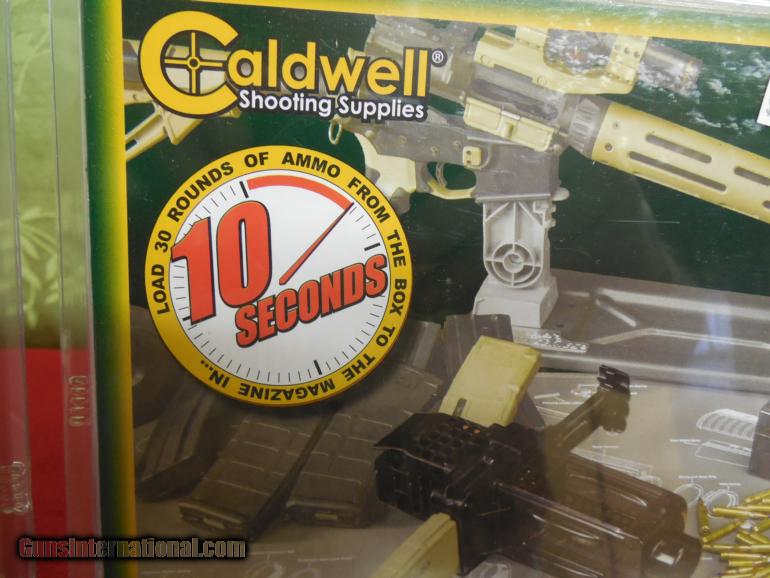 Caldwell®
Shooting Supplies
LOAD 30 ROUNDS OF AMMO FROM THE BOX TO THE MAGAZINE IN...
10
SECONDS
GunsInternational.com